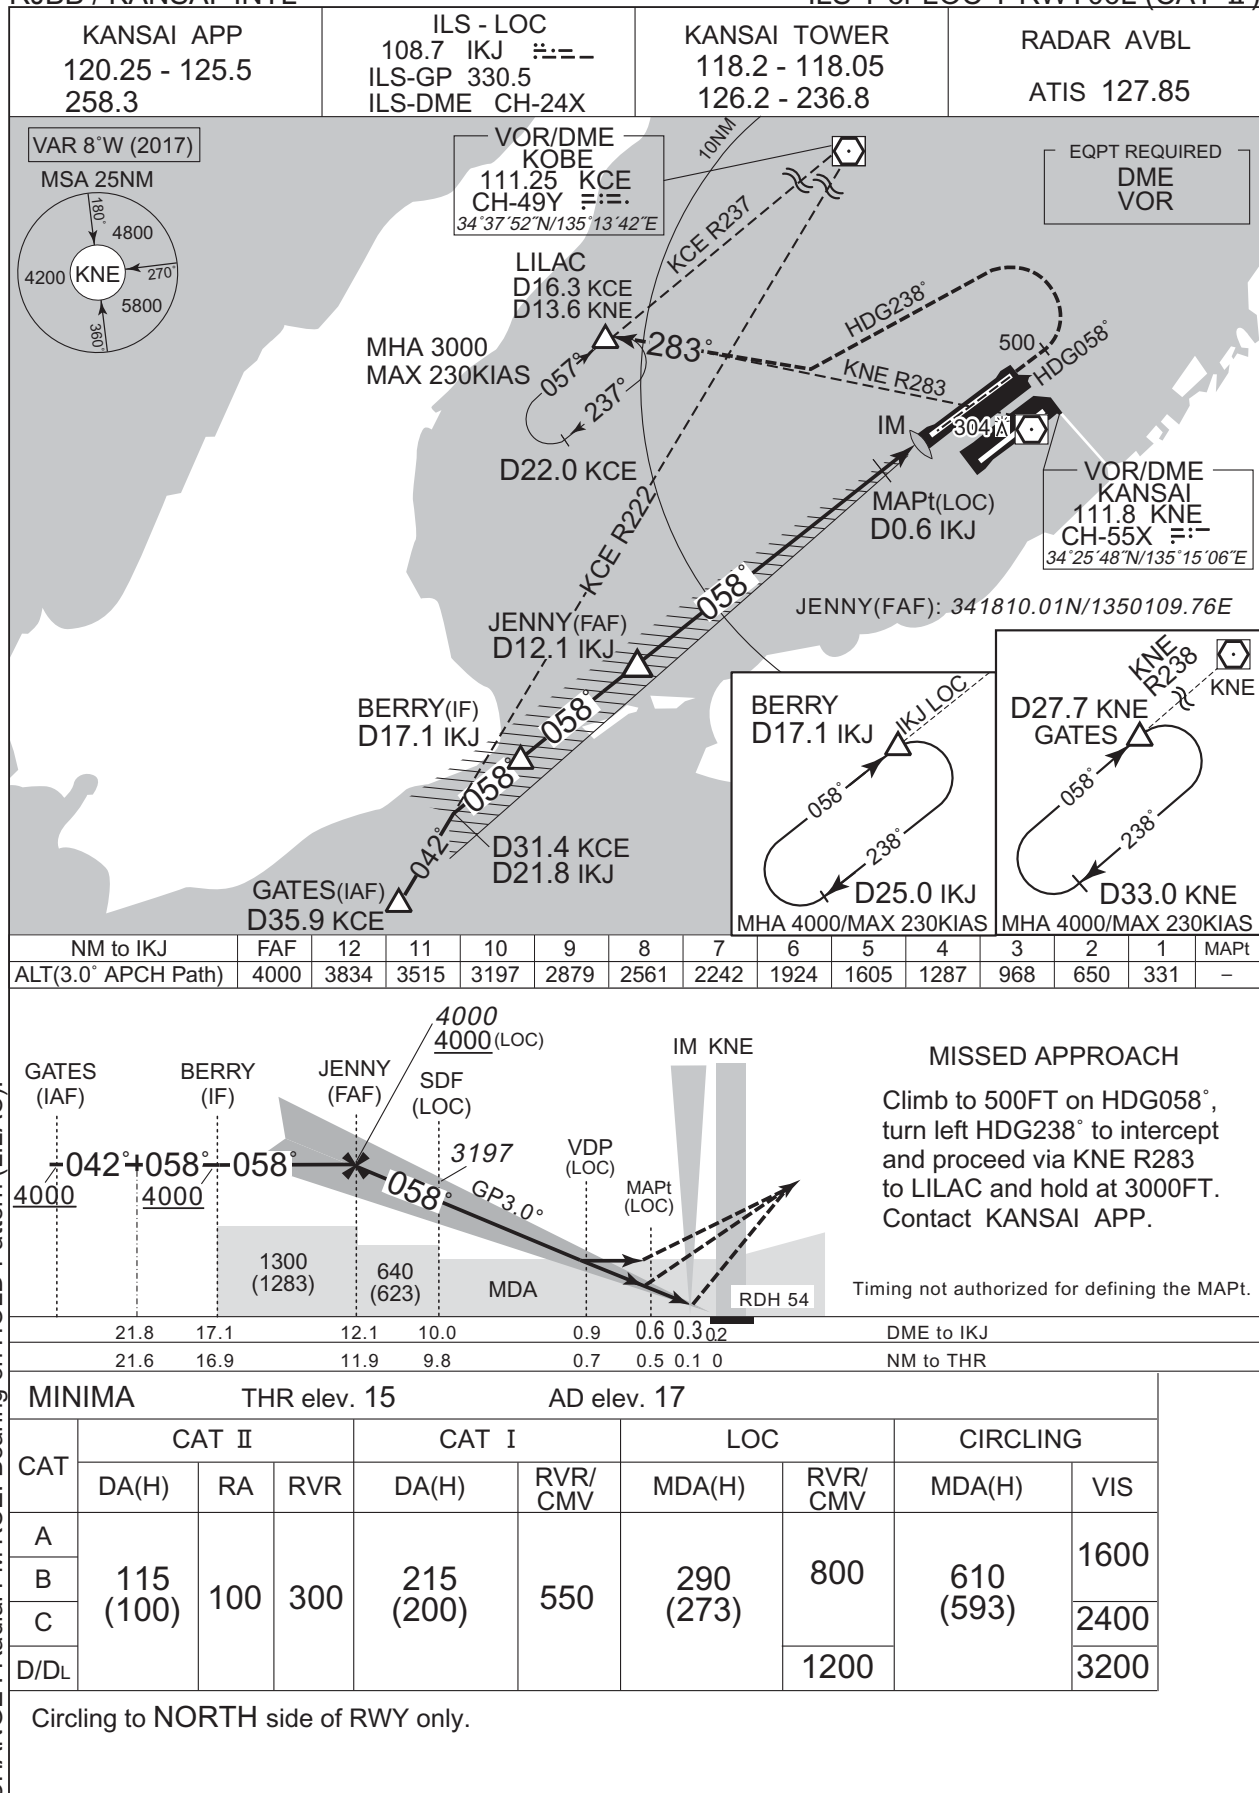 RJBB / KANSAI INTL
ILS Y or LOC Y RWY06L (CAT Ⅱ)
KANSAI APP
120.25 - 125.5
258.3
ILS - LOC
108.7 IKJ
ILS-GP 330.5
ILS-DME CH-24X
KANSAI TOWER
118.2 - 118.05
126.2 - 236.8
RADAR AVBL
ATIS 127.85
VAR 8°W (2017)
MSA 25NM
180°
4800
4200
KNE
270°
5800
360°
VOR/DME
KOBE
111.25 KCE
CH-49Y
34°37´52˝N/135°13´42˝E
10NM
EQPT REQUIRED
DME
VOR
KCE R237
LILAC
D16.3 KCE
D13.6 KNE
HDG238°
MHA 3000
MAX 230KIAS
283°
500
HDG058°
057°
237°
KNE R283
IM
304
D22.0 KCE
MAPt(LOC)
D0.6 IKJ
VOR/DME
KANSAI
111.8 KNE
CH-55X
34°25´48˝N/135°15´06˝E
KCE R222
058°
JENNY(FAF): 341810.01N/1350109.76E
JENNY(FAF)
D12.1 IKJ
058°
BERRY(IF)
D17.1 IKJ
058°
042°
D31.4 KCE
D21.8 IKJ
GATES(IAF)
D35.9 KCE
BERRY
D17.1 IKJ
IKJ LOC
058°
238°
D25.0 IKJ
MHA 4000/MAX 230KIAS
KNE
R238
KNE
D27.7 KNE
GATES
058°
238°
D33.0 KNE
MHA 4000/MAX 230KIAS
NM to IKJ FAF 12 11 10 9 8 7 6 5 4 3 2 1 MAPt
ALT(3.0° APCH Path) 4000 3834 3515 3197 2879 2561 2242 1924 1605 1287 968 650 331 –
4000
4000(LOC)
GATES
(IAF)
BERRY
(IF)
JENNY
(FAF)
SDF
(LOC)
IM KNE
3197
VDP
(LOC)
MAPt
(LOC)
042° 058° 058°
4000 4000
058°
GP3.0°
1300
(1283)
640
(623)
MDA
RDH 54
MISSED APPROACH
Climb to 500FT on HDG058°,
turn left HDG238° to intercept
and proceed via KNE R283
to LILAC and hold at 3000FT.
Contact KANSAI APP.
Timing not authorized for defining the MAPt.
21.8 17.1 12.1 10.0 0.9 0.6 0.3 0.2 DME to IKJ
21.6 16.9 11.9 9.8 0.7 0.5 0.1 0 NM to THR
MINIMA THR elev. 15 AD elev. 17
CAT
CAT Ⅱ CAT Ⅰ LOC CIRCLING
DA(H) RA RVR DA(H) RVR/CMV MDA(H) RVR/CMV MDA(H) VIS
A
B
C
D/DL
115
(100)
100
300
215
(200)
550
290
(273)
800
1200
610
(593)
1600
2400
3200
Circling to NORTH side of RWY only.